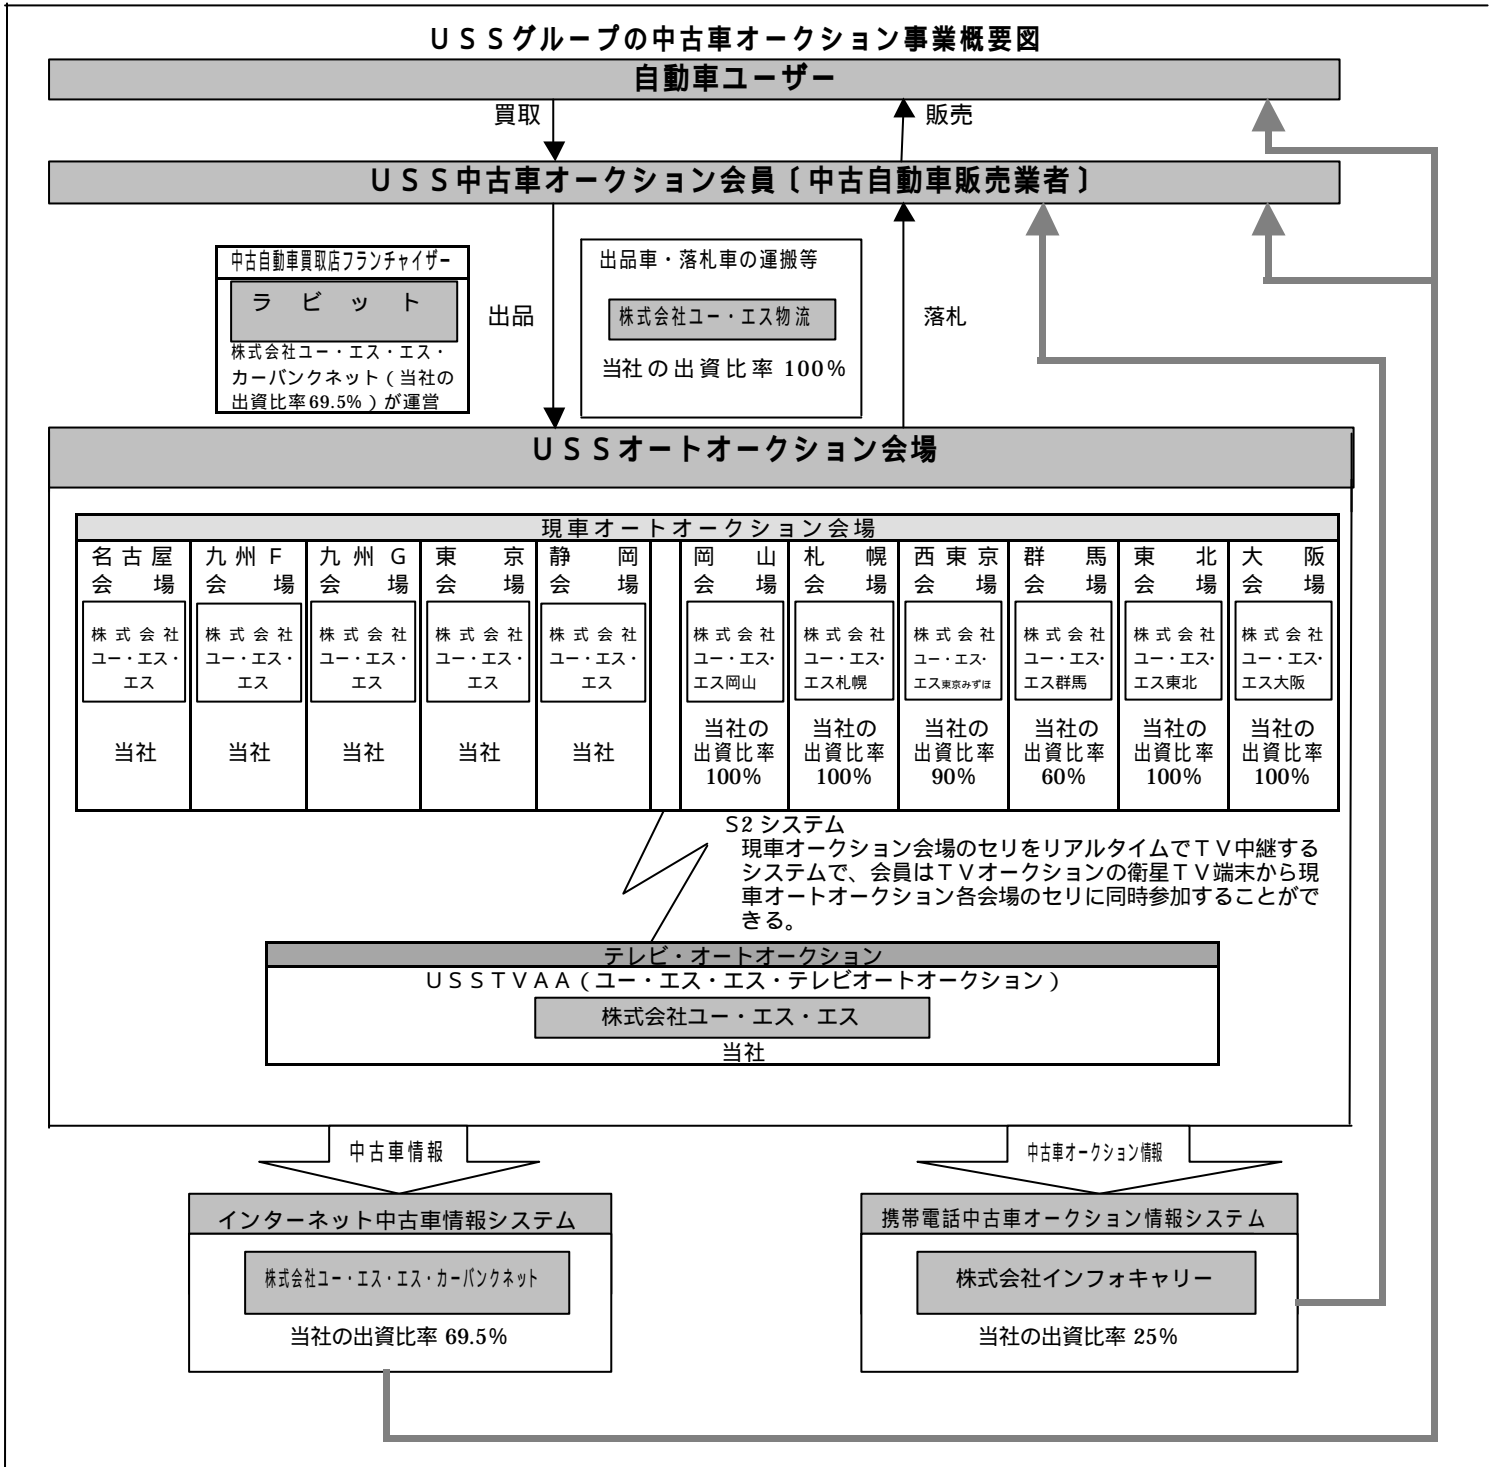 ＵＳＳグループの中古車オークション事業概要図
自動車ユーザー
買取
販売
ＵＳＳ中古車オークション会員〔中古自動車販売業者〕
中古自動車買取店フランチャイザー
ラビット
株式会社ユー・エス・エス・
カーバンクネット（当社の
出資比率69.5%）が運営
出品
出品車・落札車の運搬等
株式会社ユー・エス物流
当社の出資比率 100%
落札
ＵＳＳオートオークション会場
現車オートオークション会場
名古屋
会場
株式会社
ユー・エス・
エス
当社
九州Ｆ
会場
株式会社
ユー・エス・
エス
当社
九州Ｇ
会場
株式会社
ユー・エス・
エス
当社
東京
会場
株式会社
ユー・エス・
エス
当社
静岡
会場
株式会社
ユー・エス・
エス
当社
岡山
会場
株式会社
ユー・エス・
エス岡山
当社の
出資比率
100%
札幌
会場
株式会社
ユー・エス・
エス札幌
当社の
出資比率
100%
西東京
会場
株式会社
ユー・エス・
エス東京みずほ
当社の
出資比率
90%
群馬
会場
株式会社
ユー・エス・
エス群馬
当社の
出資比率
60%
東北
会場
株式会社
ユー・エス・
エス東北
当社の
出資比率
100%
大阪
会場
株式会社
ユー・エス・
エス大阪
当社の
出資比率
100%
S2 システム
現車オークション会場のセリをリアルタイムでＴＶ中継する
システムで、会員はＴＶオークションの衛星ＴＶ端末から現
車オートオークション各会場のセリに同時参加することがで
きる。
テレビ・オートオークション
ＵＳＳＴＶＡＡ（ユー・エス・エス・テレビオートオークション）
株式会社ユー・エス・エス
当社
中古車情報
中古車オークション情報
インターネット中古車情報システム
株式会社ユー・エス・エス・カーバンクネット
当社の出資比率 69.5%
携帯電話中古車オークション情報システム
株式会社インフォキャリー
当社の出資比率 25%